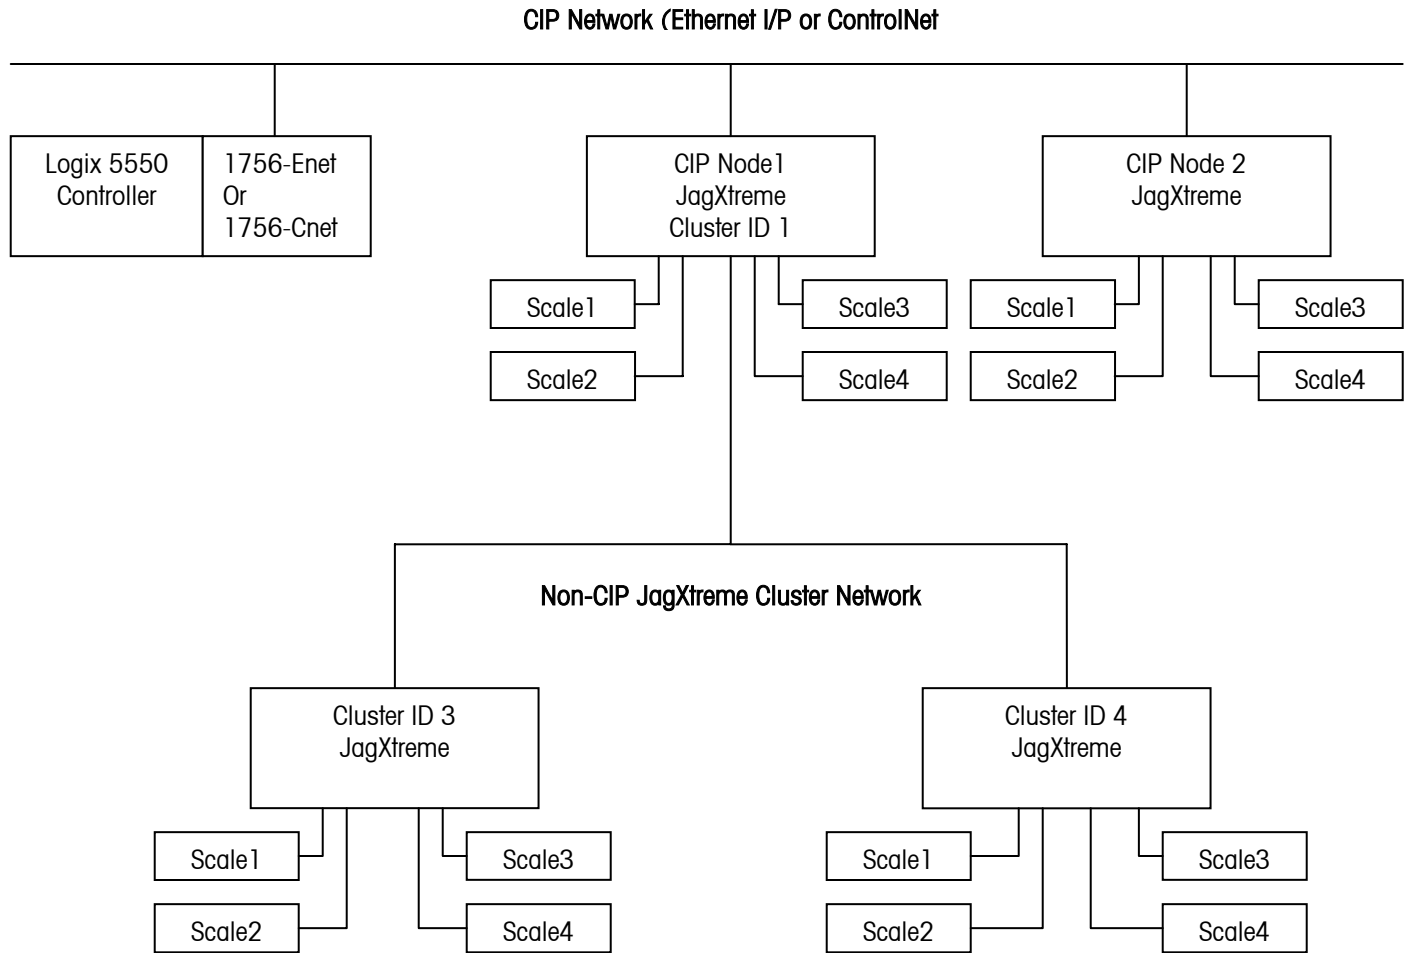 CIP Network (Ethernet I/P or ControlNet
Logix 5550
Controller
1756-Enet
Or
1756-Cnet
CIP Node1
JagXtreme
Cluster ID 1
CIP Node 2
JagXtreme
Scale1
Scale3
Scale1
Scale3
Scale2
Scale4
Scale2
Scale4
Non-CIP JagXtreme Cluster Network
Cluster ID 3
JagXtreme
Cluster ID 4
JagXtreme
Scale1
Scale3
Scale1
Scale3
Scale2
Scale4
Scale2
Scale4